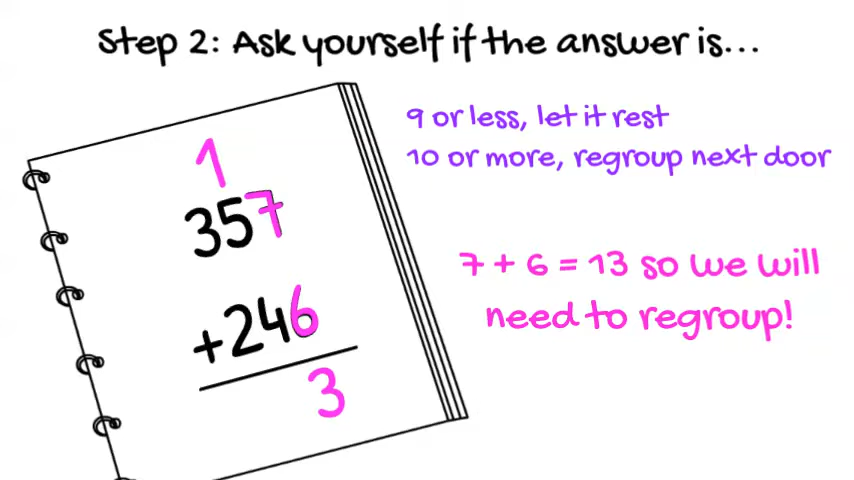 Step 2: Ask yourself if the answer is...
9 or less, let it rest
10 or more, regroup next door
1
357
+246
3
7 + 6 = 13 so we will
need to regroup!